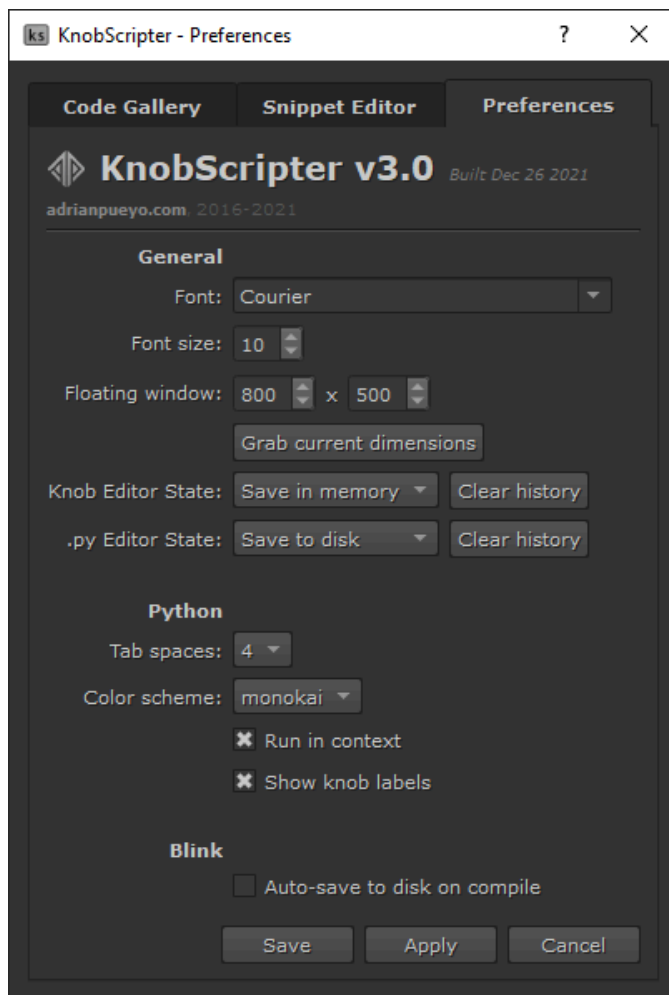 ks KnobScripter - Preferences ? ×
Code Gallery Snippet Editor Preferences
KnobScripter v3.0 Built Dec 26 2021
adrianpueyo.com, 2016-2021
General
Font: Courier
Font size: 10
Floating window: 800 x 500
Grab current dimensions
Knob Editor State: Save in memory Clear history
.py Editor State: Save to disk Clear history
Python
Tab spaces: 4
Color scheme: monokai
Run in context
Show knob labels
Blink
Auto-save to disk on compile
Save Apply Cancel